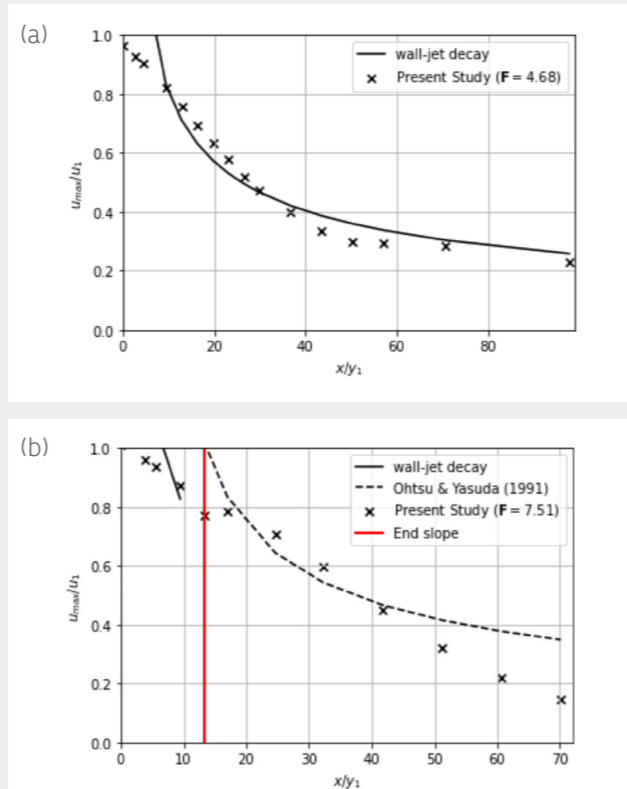 (a)
1.0
0.8
0.6
0.4
0.2
0.0
u_max/u_1
wall-jet decay
Present Study (F = 4.68)
0 20 40 60 80
x/y_1
(b)
1.0
0.8
0.6
0.4
0.2
0.0
u_max/u_1
wall-jet decay
Ohtsu & Yasuda (1991)
Present Study (F = 7.51)
End slope
0 10 20 30 40 50 60 70
x/y_1